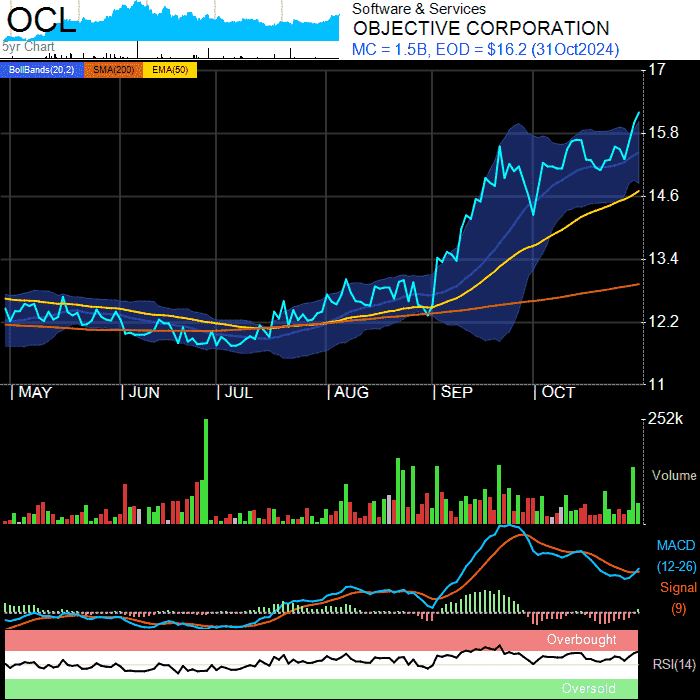 OCL
5yr Chart
Software & Services
OBJECTIVE CORPORATION
MC = 1.5B, EOD = $16.2 (31Oct2024)
BollBands(20,2) SMA(200) EMA(50)
17
15.8
14.6
13.4
12.2
11
MAY JUN JUL AUG SEP OCT
252k
Volume
MACD
(12-26)
Signal
(9)
Overbought
RSI(14)
Oversold